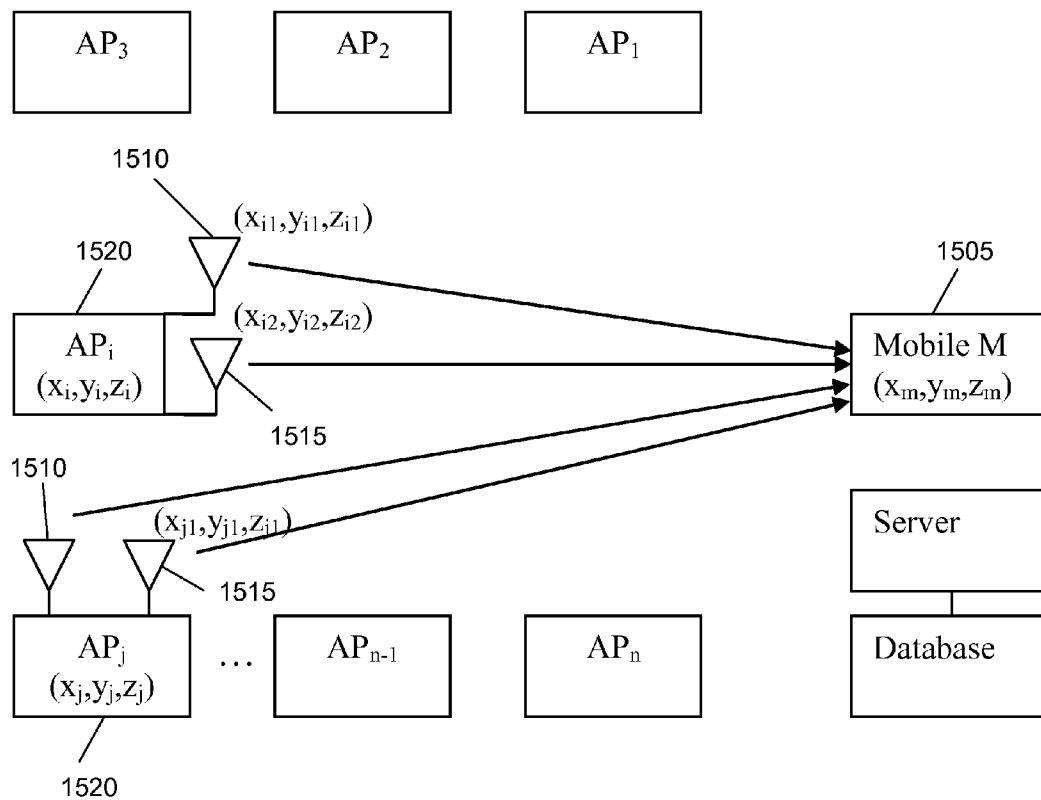 AP₃ AP₂ AP₁
1510
(xᵢ₁,yᵢ₁,zᵢ₁)
1520 1505
(xᵢ₂,yᵢ₂,zᵢ₂)
APᵢ Mobile M
(xᵢ,yᵢ,zᵢ) (xₘ,yₘ,zₘ)
1515
1510
(xⱼ₁,yⱼ₁,zⱼ₁) Server
1515
APⱼ … APₙ₋₁ APₙ Database
(xⱼ,yⱼ,zⱼ)
1520